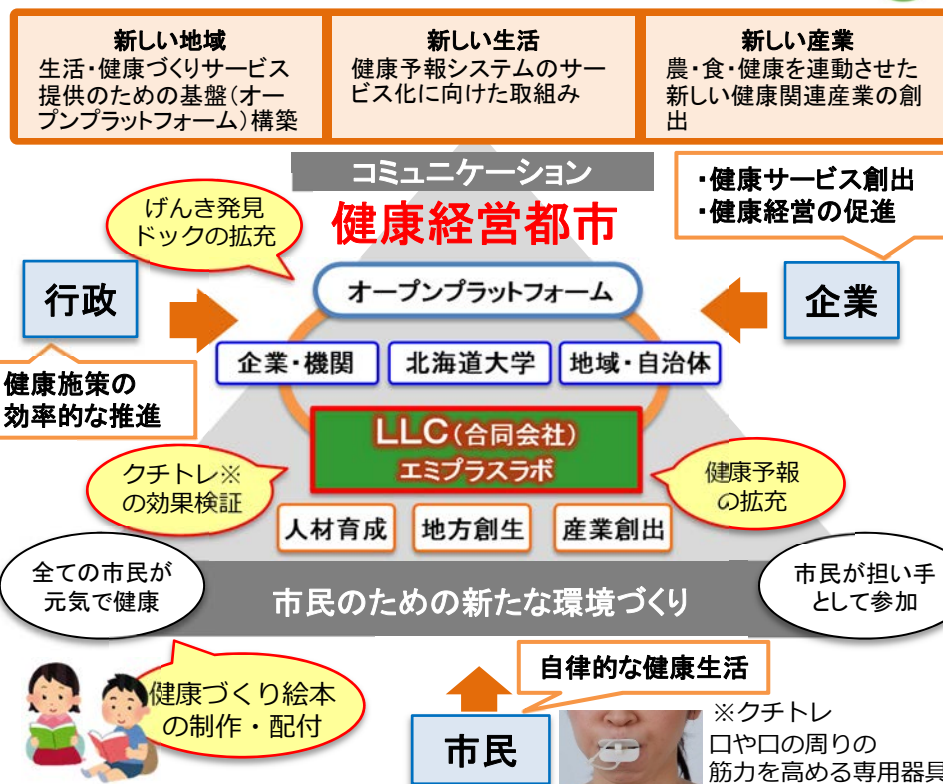 新しい地域
生活・健康づくりサービス
提供のための基盤(オー
プンプラットフォーム)構築
新しい生活
健康予報システムのサー
ビス化に向けた取組み
新しい産業
農・食・健康を連動させた
新しい健康関連産業の創
出
コミュニケーション
健康経営都市
・健康サービス創出
・健康経営の促進
げんき発見
ドックの拡充
行政
オープンプラットフォーム
企業
企業・機関
北海道大学
地域・自治体
健康施策の
効率的な推進
LLC(合同会社)
エミプラスラボ
クチトレ※
の効果検証
健康予報
の拡充
人材育成
地方創生
産業創出
全ての市民が
元気で健康
市民のための新たな環境づくり
市民が担い手
として参加
健康づくり絵本
の制作・配付
自律的な健康生活
市民
※クチトレ
口や口の周りの
筋力を高める専用器具